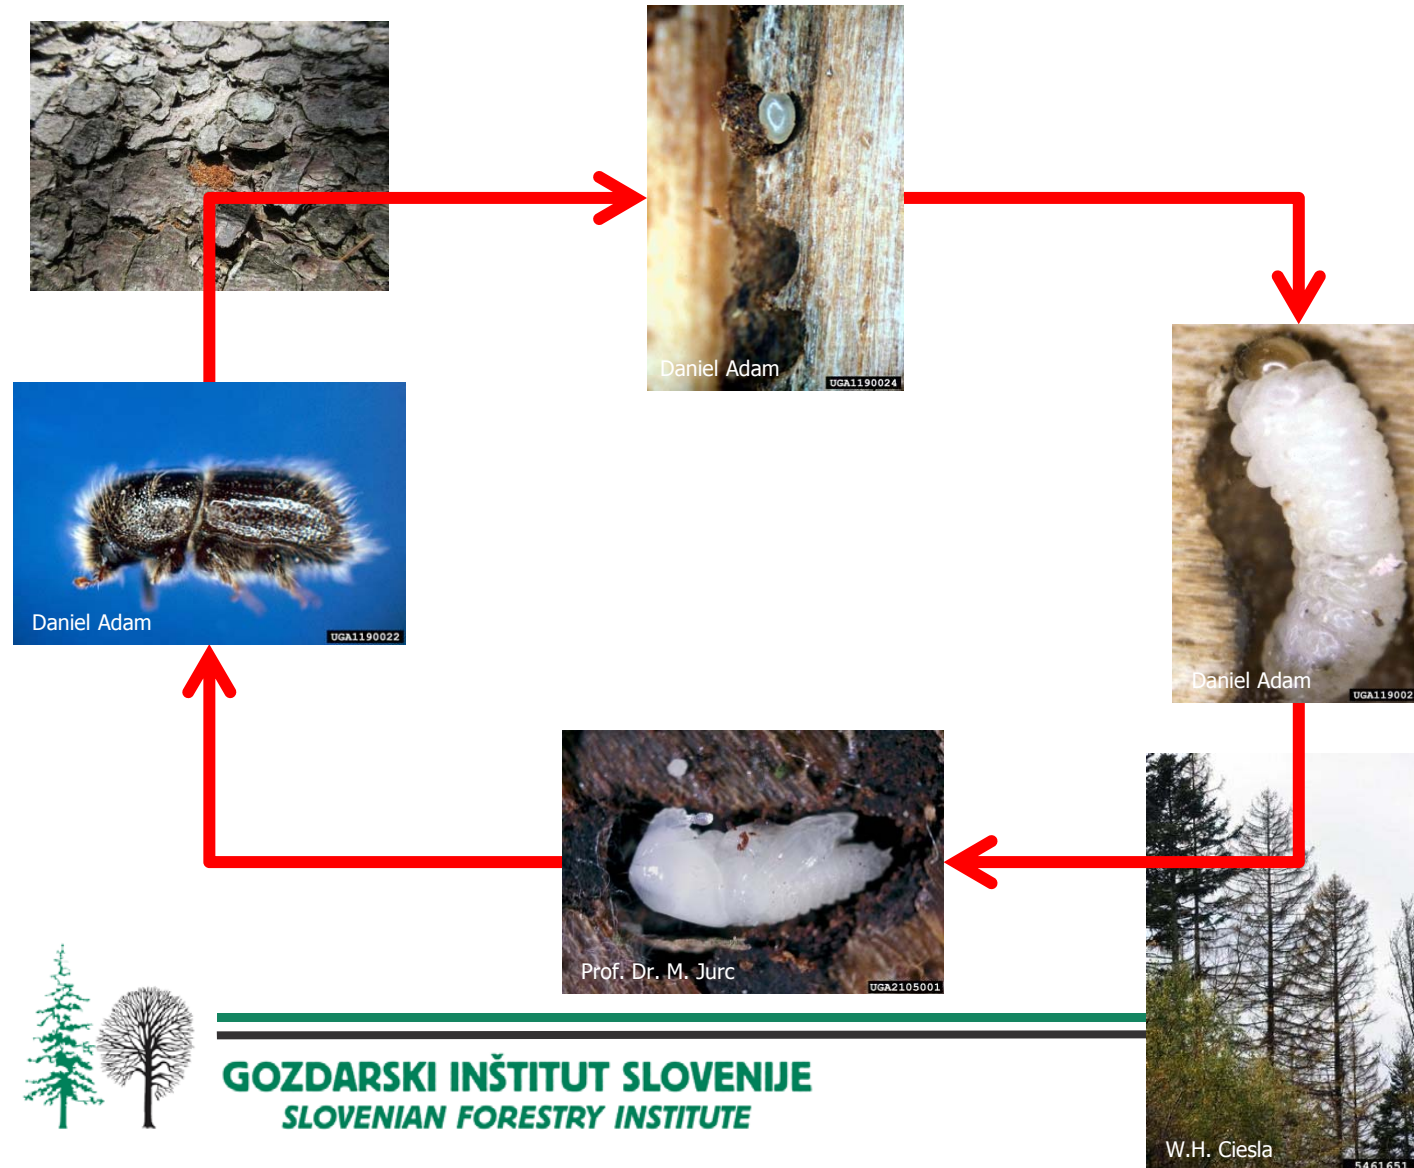 Daniel Adam
UGA1190024
Daniel Adam
UGA1190022
Daniel Adam
UGA119002
Prof. Dr. M. Jurc
UGA2105001
GOZDARSKI INŠTITUT SLOVENIJE
SLOVENIAN FORESTRY INSTITUTE
W.H. Ciesla
5461651